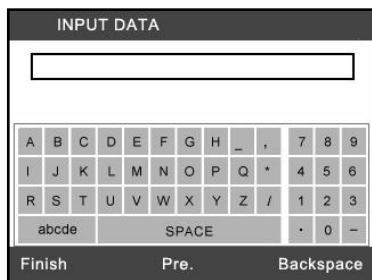 INPUT DATA
A B C D E F G H _ , 7 8 9
I J K L M N O P Q * 4 5 6
R S T U V W X Y Z / 1 2 3
abcde SPACE · 0 –
Finish Pre. Backspace